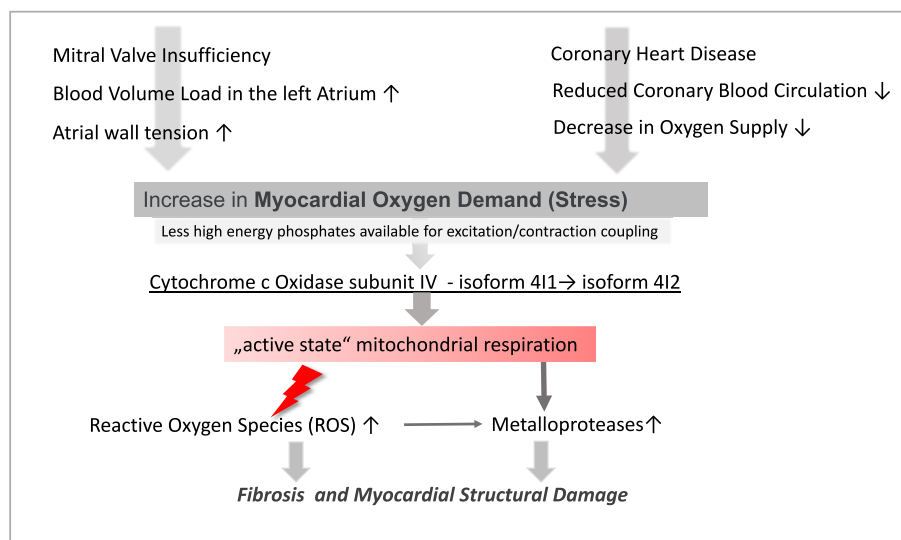 Mitral Valve Insufficiency
Blood Volume Load in the left Atrium ↑
Atrial wall tension ↑
Coronary Heart Disease
Reduced Coronary Blood Circulation ↓
Decrease in Oxygen Supply ↓
Increase in Myocardial Oxygen Demand (Stress)
Less high energy phosphates available for excitation/contraction coupling
Cytochrome c Oxidase subunit IV - isoform 4I1→ isoform 4I2
„active state“ mitochondrial respiration
Reactive Oxygen Species (ROS) ↑
Metalloproteases↑
Fibrosis and Myocardial Structural Damage